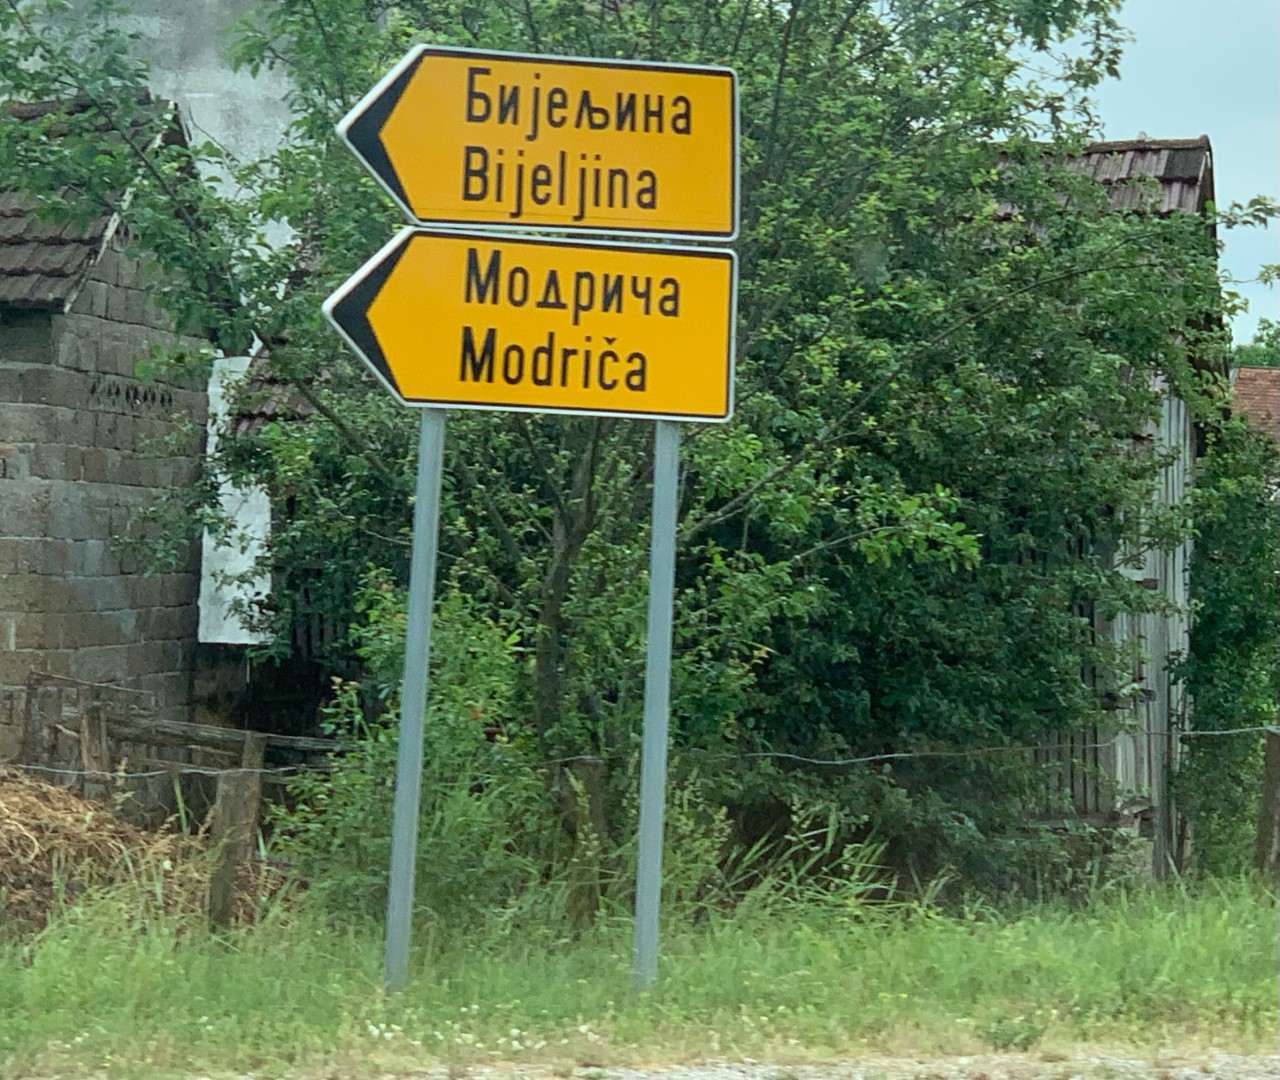 Бијељина
Bijeljina
Модрича
Modriča